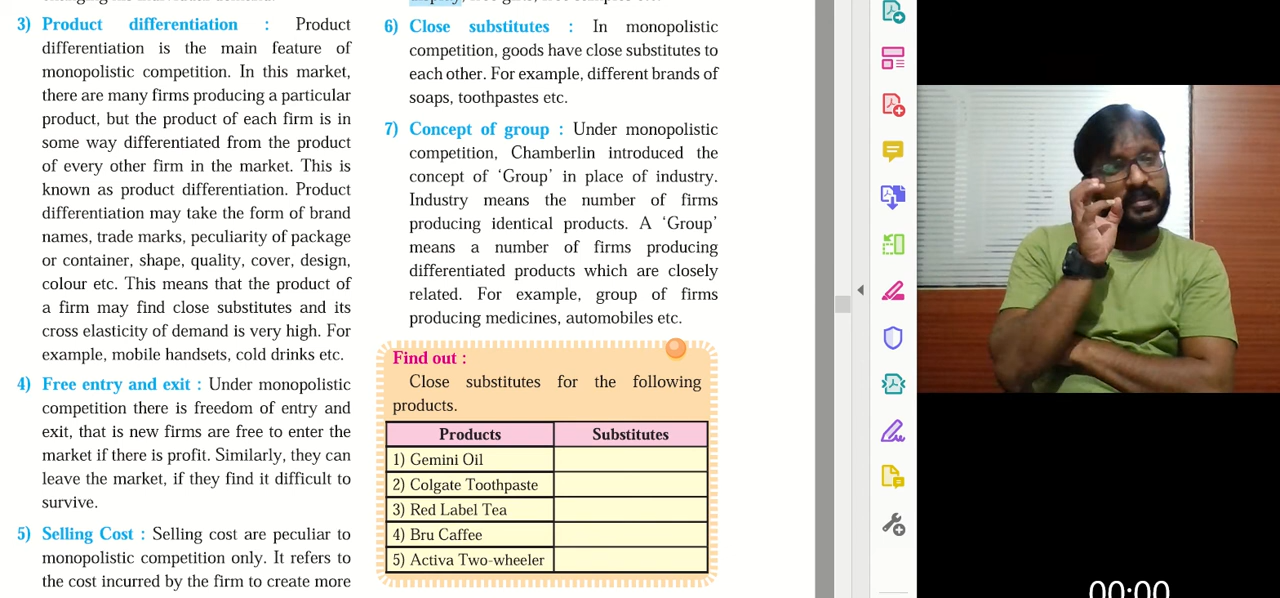 3) Product differentiation : Product
differentiation is the main feature of
monopolistic competition. In this market,
there are many firms producing a particular
product, but the product of each firm is in
some way differentiated from the product
of every other firm in the market. This is
known as product differentiation. Product
differentiation may take the form of brand
names, trade marks, peculiarity of package
or container, shape, quality, cover, design,
colour etc. This means that the product of
a firm may find close substitutes and its
cross elasticity of demand is very high. For
example, mobile handsets, cold drinks etc.
4) Free entry and exit : Under monopolistic
competition there is freedom of entry and
exit, that is new firms are free to enter the
market if there is profit. Similarly, they can
leave the market, if they find it difficult to
survive.
5) Selling Cost : Selling cost are peculiar to
monopolistic competition only. It refers to
the cost incurred by the firm to create more
6) Close substitutes : In monopolistic
competition, goods have close substitutes to
each other. For example, different brands of
soaps, toothpastes etc.
7) Concept of group : Under monopolistic
competition, Chamberlin introduced the
concept of ‘Group’ in place of industry.
Industry means the number of firms
producing identical products. A ‘Group’
means a number of firms producing
differentiated products which are closely
related. For example, group of firms
producing medicines, automobiles etc.
Find out :
Close substitutes for the following
products.
Products Substitutes
1) Gemini Oil
2) Colgate Toothpaste
3) Red Label Tea
4) Bru Caffee
5) Activa Two-wheeler
00:00